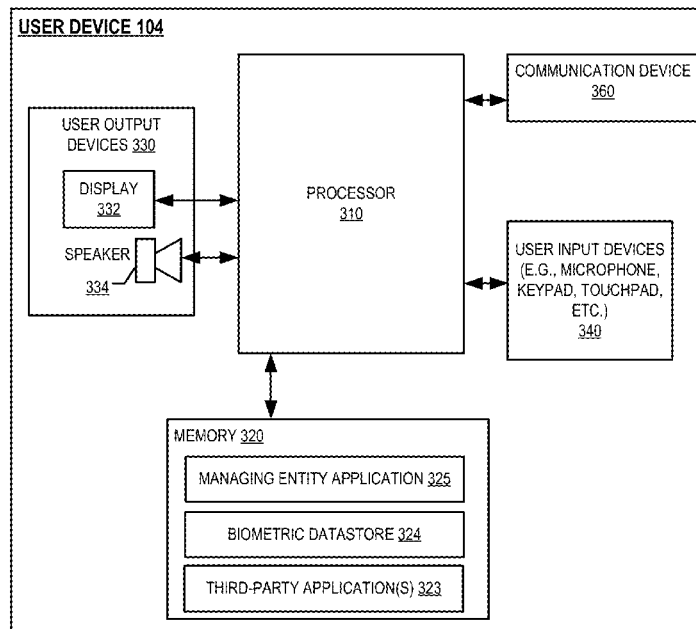 USER DEVICE 104
USER OUTPUT
DEVICES 330
DISPLAY
332
SPEAKER
334
PROCESSOR
310
COMMUNICATION DEVICE
360
USER INPUT DEVICES
(E.G., MICROPHONE,
KEYPAD, TOUCHPAD,
ETC.)
340
MEMORY 320
MANAGING ENTITY APPLICATION 325
BIOMETRIC DATASTORE 324
THIRD-PARTY APPLICATION(S) 323